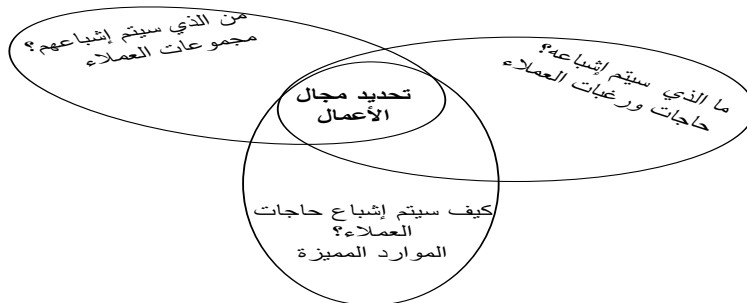 من الذي سيتم إشباعهم؟
مجموعات العملاء
ما الذي سيتم إشباعه؟
حاجات ورغبات العملاء
تحديد مجال
الأعمال
كيف سيتم إشباع حاجات
العملاء؟
الموارد المميزة